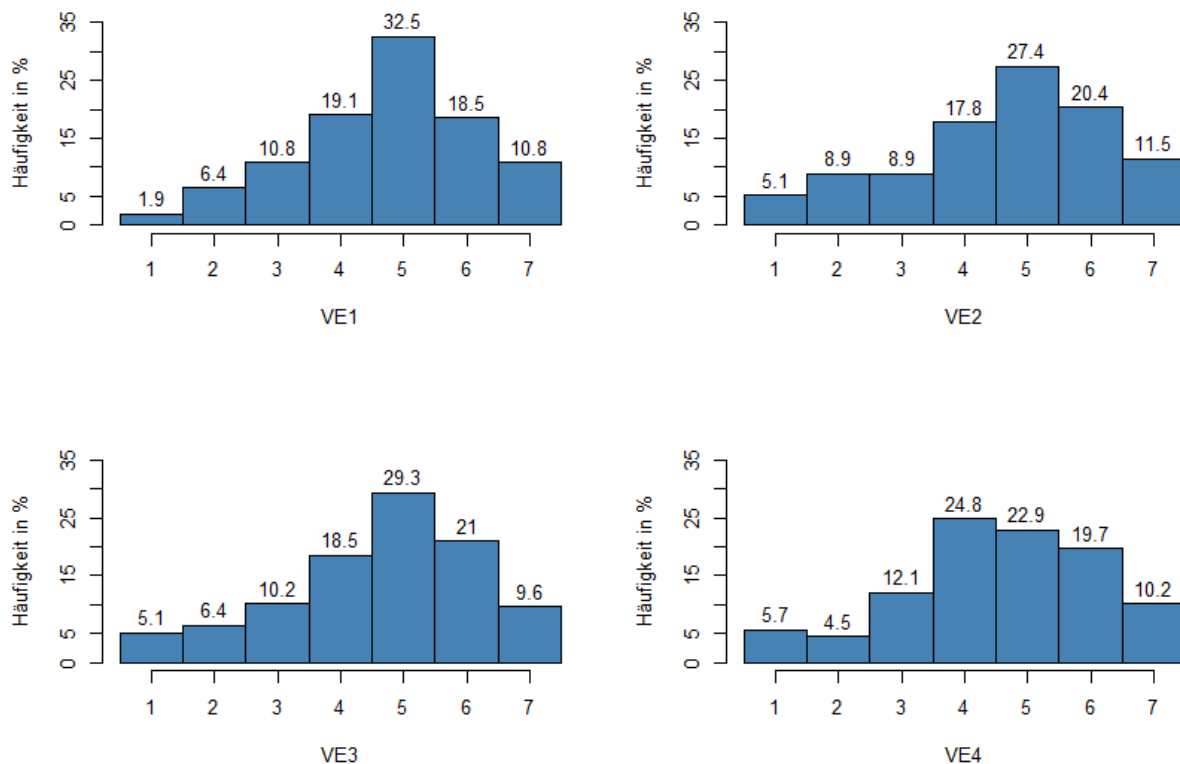 Häufigkeit in %
0 5 15 25 35
1.9 6.4 10.8 19.1 32.5 18.5 10.8
1 2 3 4 5 6 7
VE1
Häufigkeit in %
0 5 15 25 35
5.1 8.9 8.9 17.8 27.4 20.4 11.5
1 2 3 4 5 6 7
VE2
Häufigkeit in %
0 5 15 25 35
5.1 6.4 10.2 18.5 29.3 21 9.6
1 2 3 4 5 6 7
VE3
Häufigkeit in %
0 5 15 25 35
5.7 4.5 12.1 24.8 22.9 19.7 10.2
1 2 3 4 5 6 7
VE4